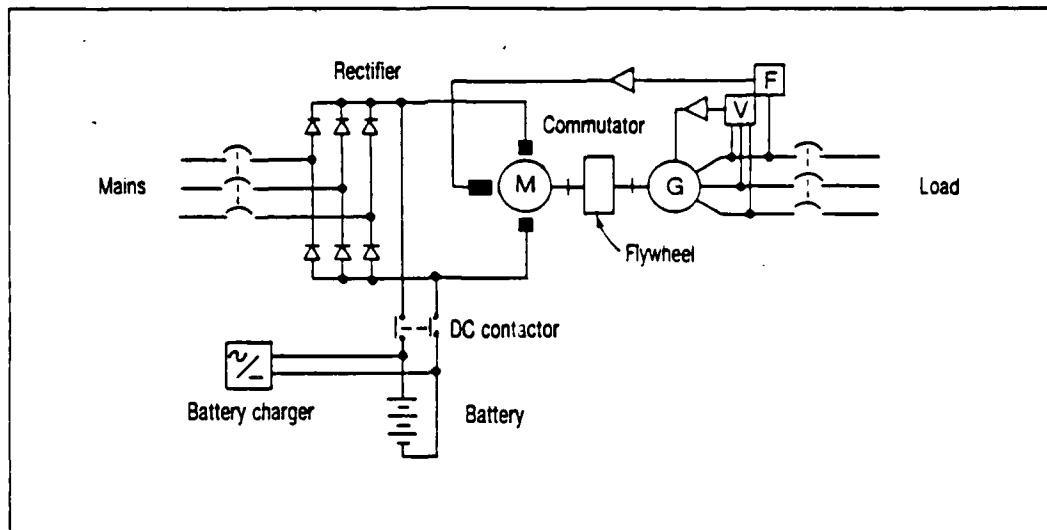 Rectifier
F
V
Commutator
Mains
M
G
Load
Flywheel
DC contactor
Battery charger
Battery